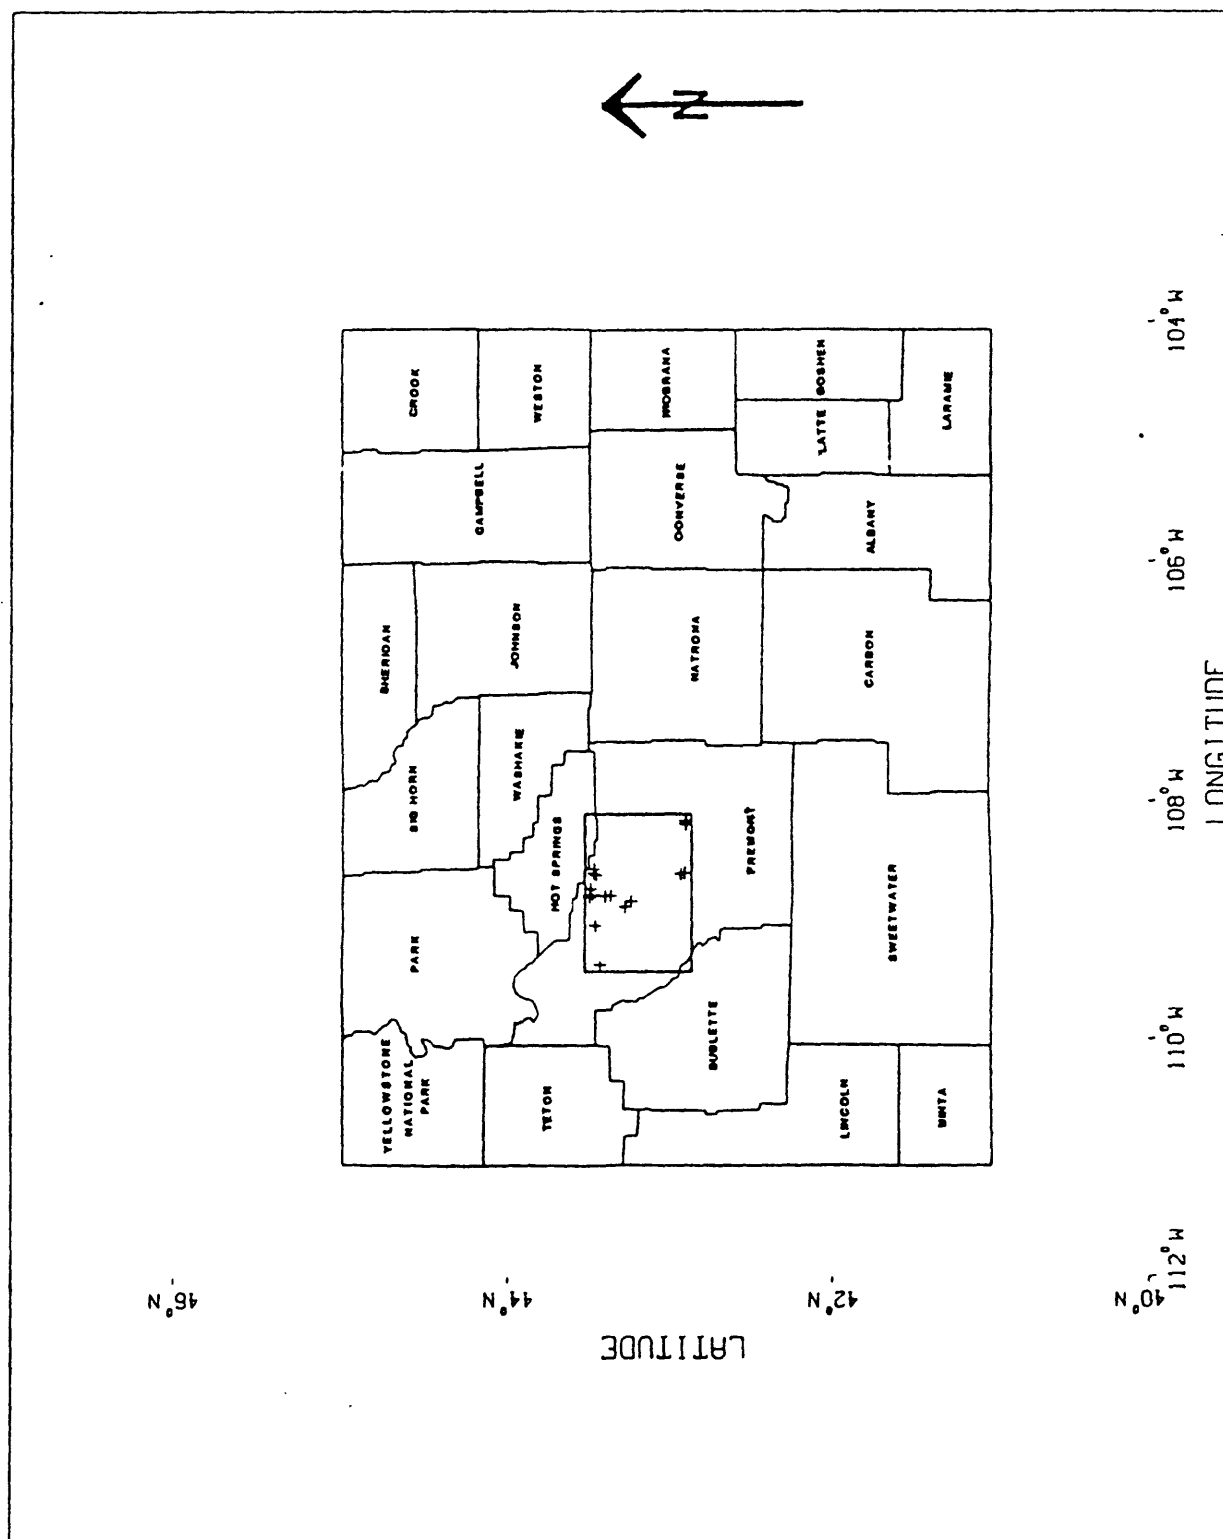 N
YELLOWSTONE
NATIONAL
PARK
PARK
BIG HORN
SHERIDAN
CAMPBELL
CROOK
TETON
HOT SPRINGS
WASHAKIE
JOHNSON
WESTON
SUBLETTE
FREMONT
NATRONA
CONVERSE
NIOBRARA
LINCOLN
SWEETWATER
CARBON
ALBANY
LATTE
GOSHEN
UINTA
LARAMIE
46° N
44° N
42° N
40° N
LATITUDE
112° W
110° W
108° W
106° W
104° W
LONGITUDE